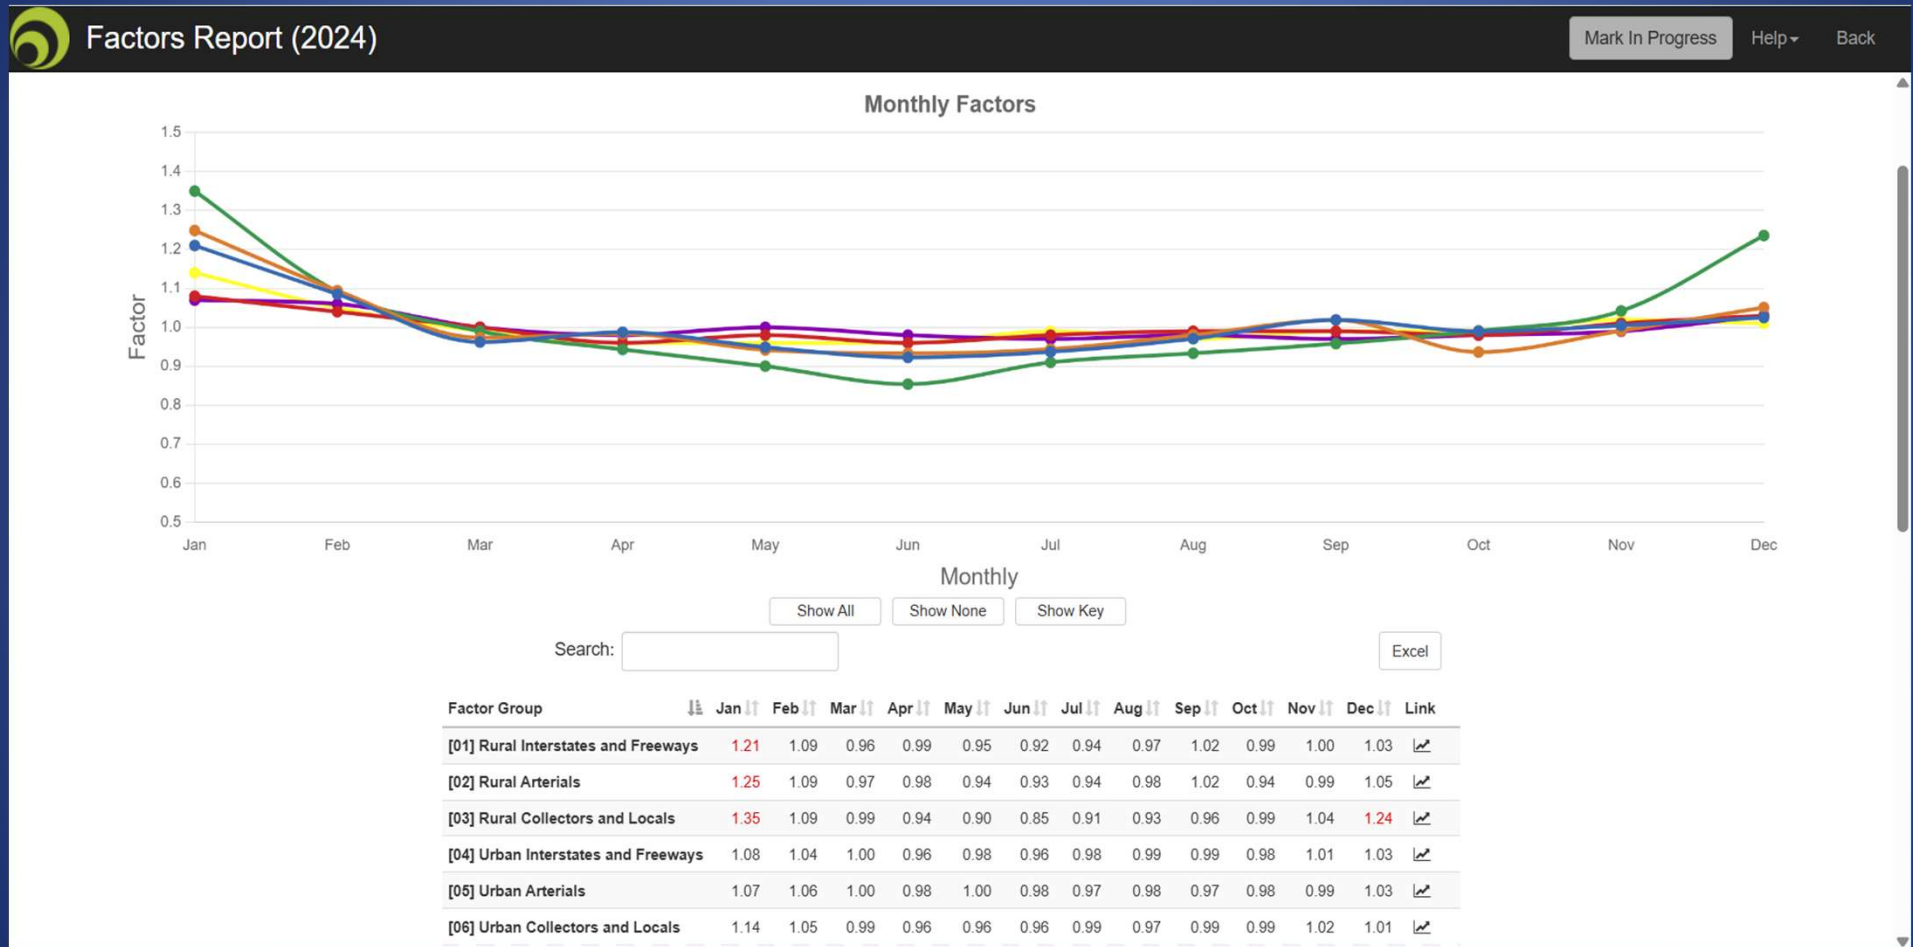 Factors Report (2024)
Mark In Progress Help Back
Monthly Factors
1.5
1.4
1.3
1.2
1.1
1.0
0.9
0.8
0.7
0.6
0.5
Factor
Jan Feb Mar Apr May Jun Jul Aug Sep Oct Nov Dec
Monthly
Show All Show None Show Key
Search: Excel
Factor Group Jan Feb Mar Apr May Jun Jul Aug Sep Oct Nov Dec Link
[01] Rural Interstates and Freeways 1.21 1.09 0.96 0.99 0.95 0.92 0.94 0.97 1.02 0.99 1.00 1.03
[02] Rural Arterials 1.25 1.09 0.97 0.98 0.94 0.93 0.94 0.98 1.02 0.94 0.99 1.05
[03] Rural Collectors and Locals 1.35 1.09 0.99 0.94 0.90 0.85 0.91 0.93 0.96 0.99 1.04 1.24
[04] Urban Interstates and Freeways 1.08 1.04 1.00 0.96 0.98 0.96 0.98 0.99 0.99 0.98 1.01 1.03
[05] Urban Arterials 1.07 1.06 1.00 0.98 1.00 0.98 0.97 0.98 0.97 0.98 0.99 1.03
[06] Urban Collectors and Locals 1.14 1.05 0.99 0.96 0.96 0.96 0.99 0.97 0.99 0.99 1.02 1.01